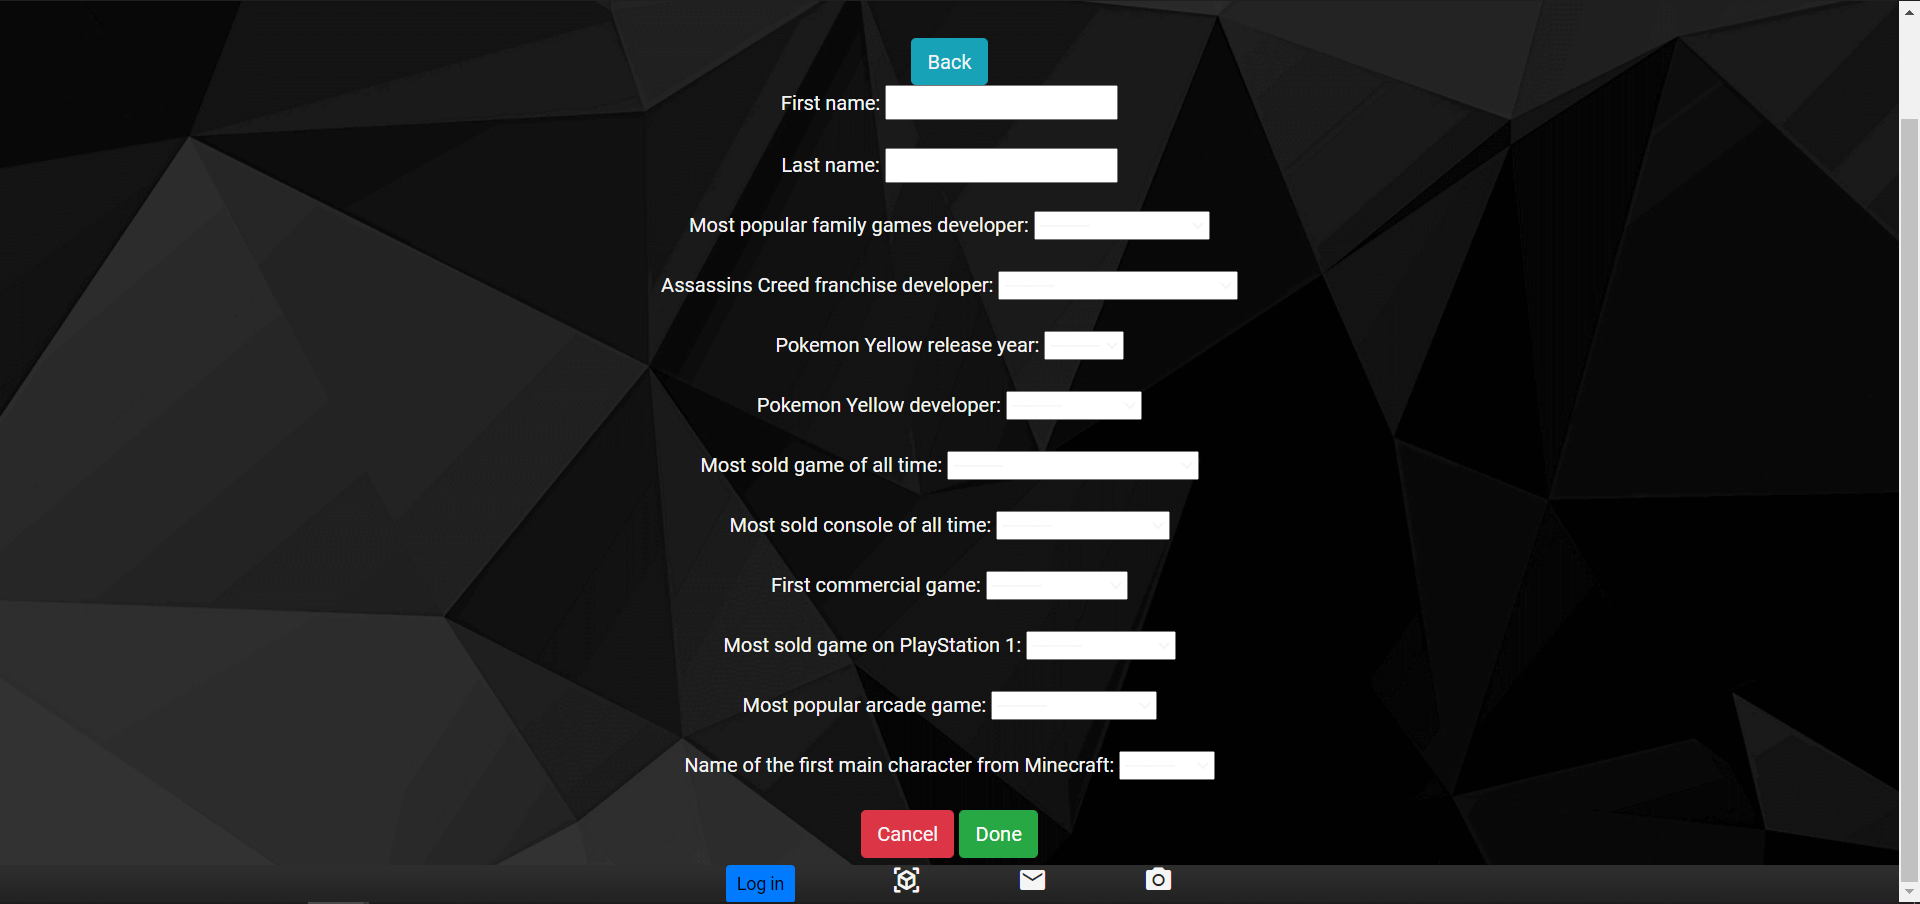 Back
First name:
Last name:
Most popular family games developer:
Assassins Creed franchise developer:
Pokemon Yellow release year:
Pokemon Yellow developer:
Most sold game of all time:
Most sold console of all time:
First commercial game:
Most sold game on PlayStation 1:
Most popular arcade game:
Name of the first main character from Minecraft:
Cancel Done
Log in